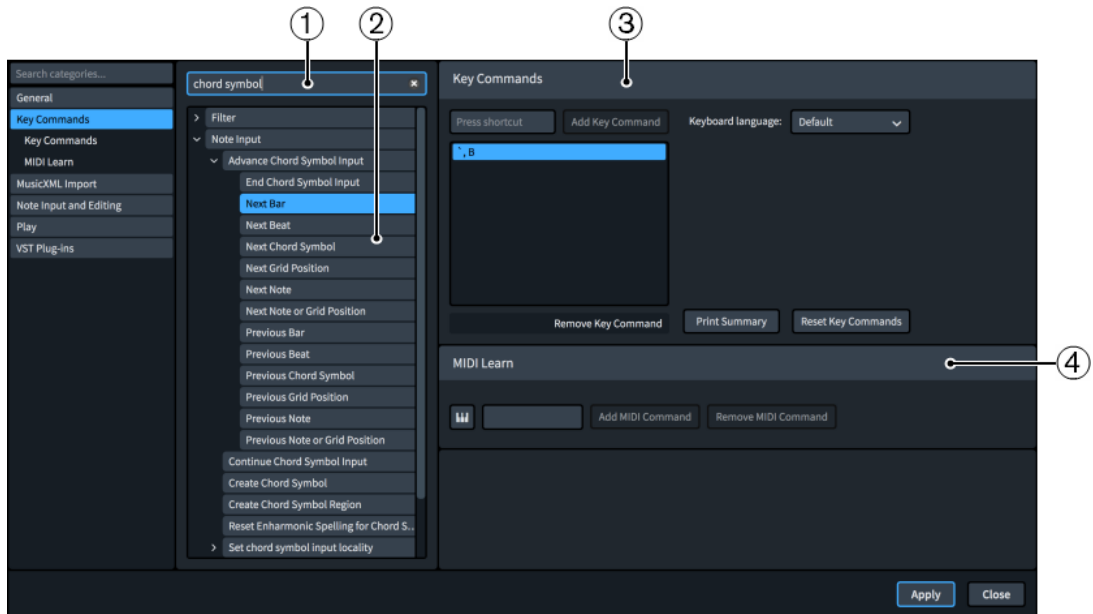 1
2
3
4
Search categories...
General
Key Commands
Key Commands
MIDI Learn
MusicXML Import
Note Input and Editing
Play
VST Plug-ins
chord symbol
Filter
Note Input
Advance Chord Symbol Input
End Chord Symbol Input
Next Bar
Next Beat
Next Chord Symbol
Next Grid Position
Next Note
Next Note or Grid Position
Previous Bar
Previous Beat
Previous Chord Symbol
Previous Grid Position
Previous Note
Previous Note or Grid Position
Continue Chord Symbol Input
Create Chord Symbol
Create Chord Symbol Region
Reset Enharmonic Spelling for Chord S..
Set chord symbol input locality
Key Commands
Press shortcut Add Key Command Keyboard language: Default
`, B
Remove Key Command Print Summary Reset Key Commands
MIDI Learn
Add MIDI Command Remove MIDI Command
Apply Close